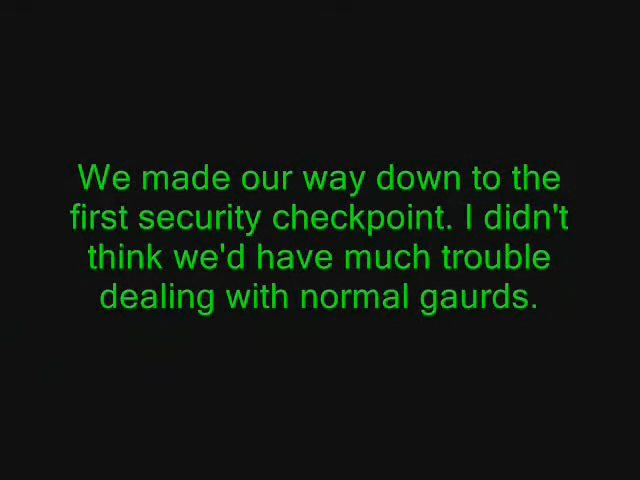 We made our way down to the
first security checkpoint. I didn't
think we'd have much trouble
dealing with normal gaurds.